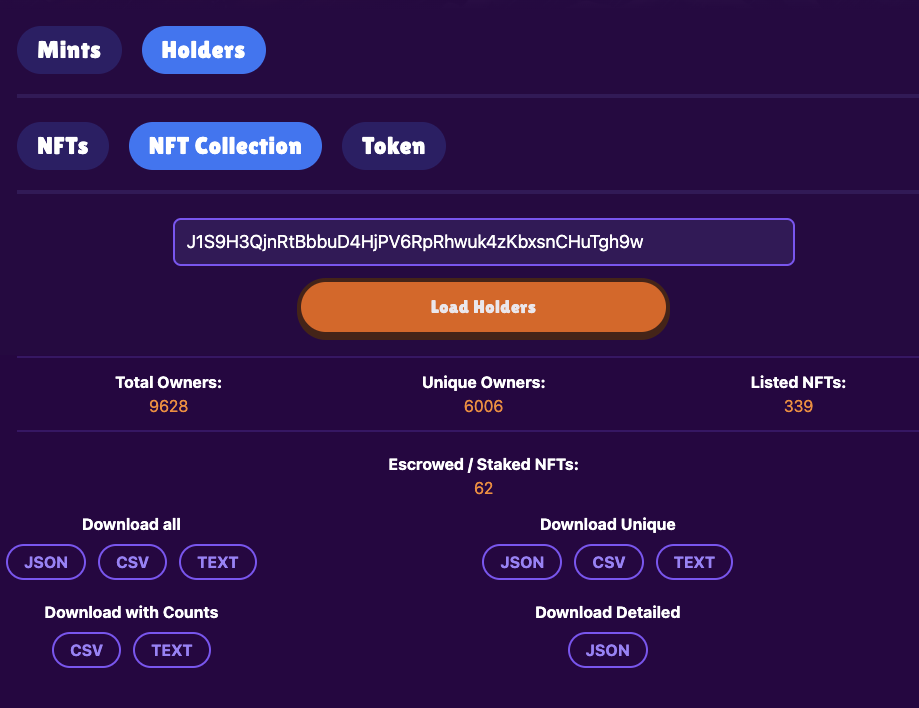 Mints Holders
NFTs NFT Collection Token
J1S9H3QjnRtBbbuD4HjPV6RpRhwuk4zKbxsnCHuTgh9w
Load Holders
Total Owners: Unique Owners: Listed NFTs:
9628 6006 339
Escrowed / Staked NFTs:
62
Download all Download Unique
JSON CSV TEXT JSON CSV TEXT
Download with Counts Download Detailed
CSV TEXT JSON